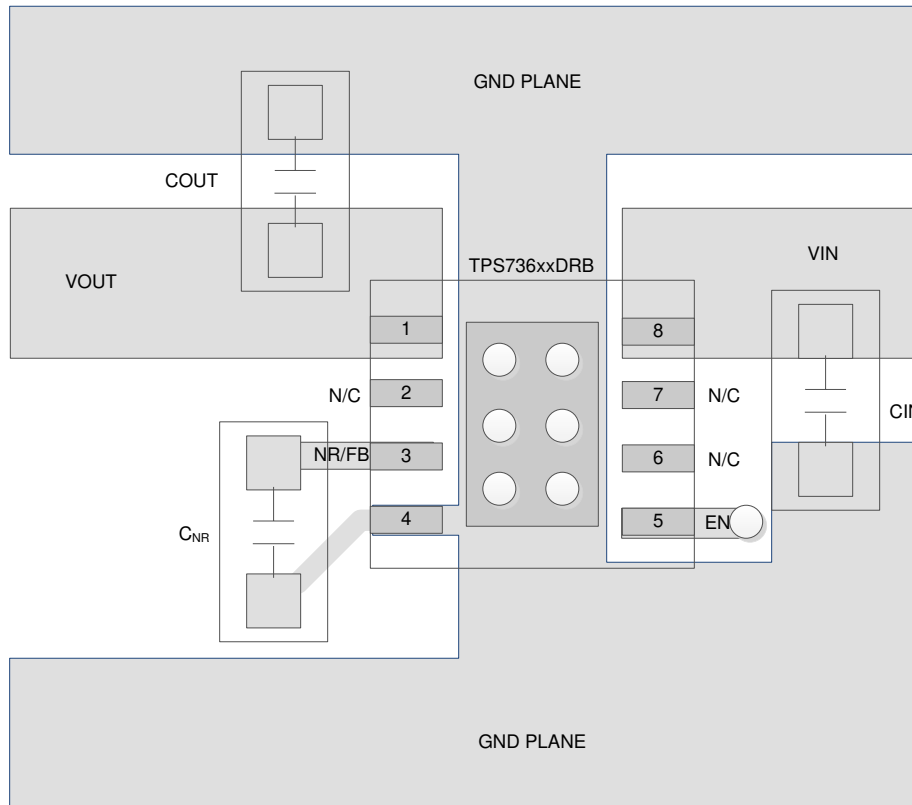 GND PLANE
COUT
TPS736xxDRB
VIN
VOUT
1
8
N/C
2
7
N/C
CIN
NR/FB
3
6
N/C
4
5
EN
CNR
GND PLANE